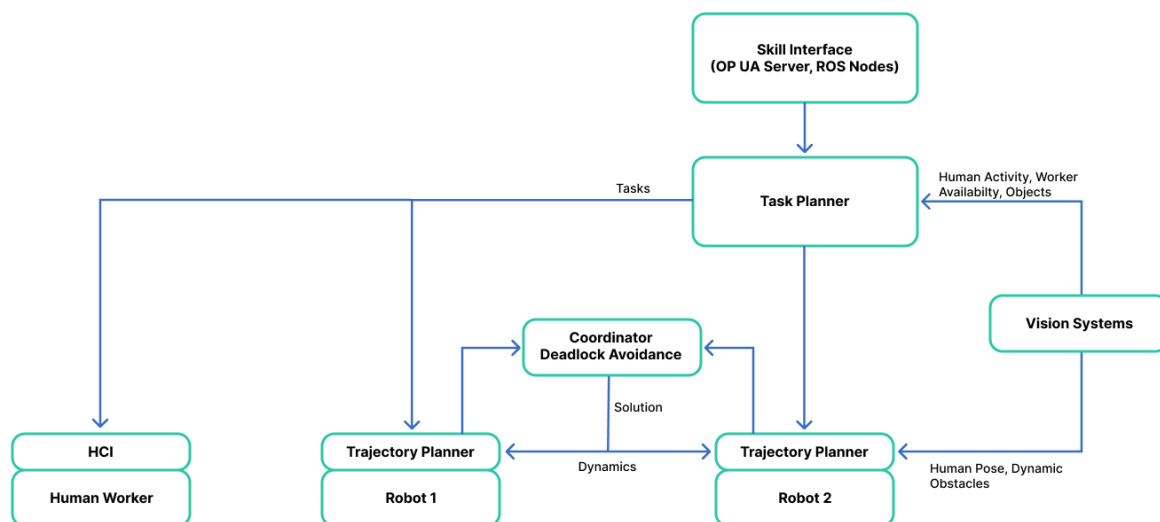 Skill Interface
(OP UA Server, ROS Nodes)
Tasks
Task Planner
Human Activity, Worker
Availabilty, Objects
Vision Systems
Coordinator
Deadlock Avoidance
Solution
HCI
Human Worker
Trajectory Planner
Robot 1
Dynamics
Trajectory Planner
Robot 2
Human Pose, Dynamic
Obstacles